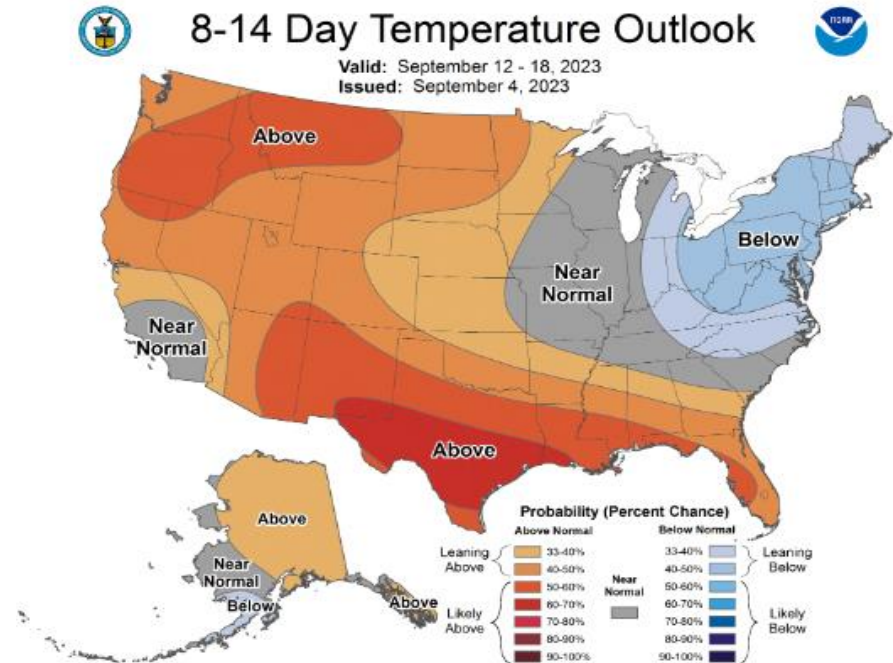 8-14 Day Temperature Outlook
NOAA
Valid: September 12 - 18, 2023
Issued: September 4, 2023
Above
Below
Near
Normal
Near
Normal
Above
Above
Near
Normal
Below
Above
Probability (Percent Chance)
Above Normal
Below Normal
Leaning
Above
33-40%
40-50%
Likely
Above
50-60%
60-70%
70-80%
80-90%
90-100%
Near
Normal
33-40%
40-50%
Leaning
Below
50-60%
60-70%
70-80%
80-90%
90-100%
Likely
Below